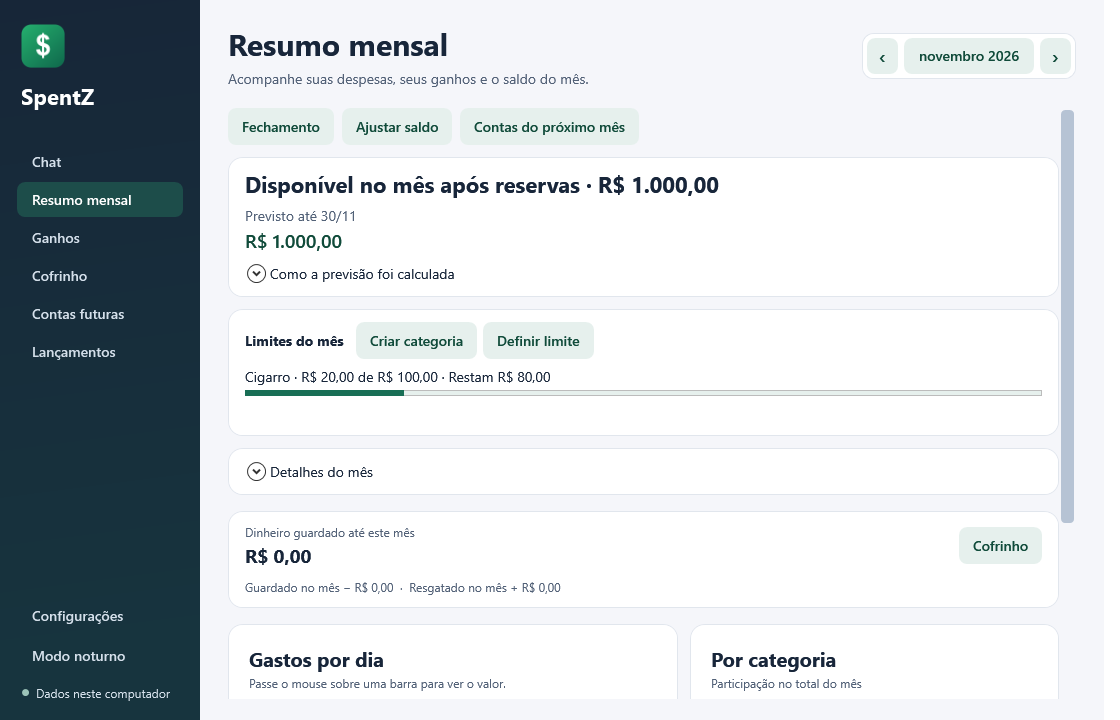 $
SpentZ
Chat
Resumo mensal
Ganhos
Cofrinho
Contas futuras
Lançamentos
Configurações
Modo noturno
Dados neste computador
Resumo mensal
Acompanhe suas despesas, seus ganhos e o saldo do mês.
‹ novembro 2026 ›
Fechamento Ajustar saldo Contas do próximo mês
Disponível no mês após reservas · R$ 1.000,00
Previsto até 30/11
R$ 1.000,00
Como a previsão foi calculada
Limites do mês Criar categoria Definir limite
Cigarro · R$ 20,00 de R$ 100,00 · Restam R$ 80,00
Detalhes do mês
Dinheiro guardado até este mês
R$ 0,00
Cofrinho
Guardado no mês − R$ 0,00 · Resgatado no mês + R$ 0,00
Gastos por dia
Passe o mouse sobre uma barra para ver o valor.
Por categoria
Participação no total do mês